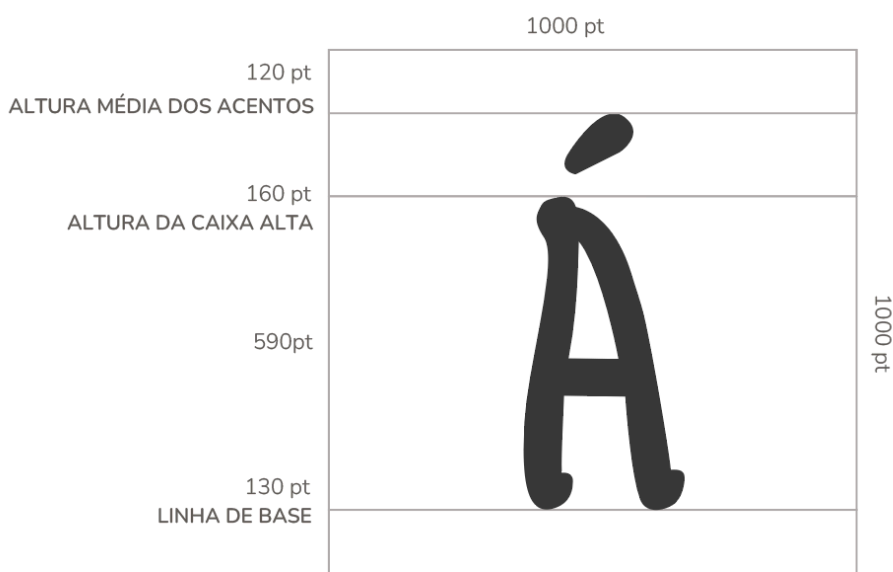 1000 pt
120 pt
ALTURA MÉDIA DOS ACENTOS
Á
160 pt
ALTURA DA CAIXA ALTA
1000 pt
590pt
130 pt
LINHA DE BASE